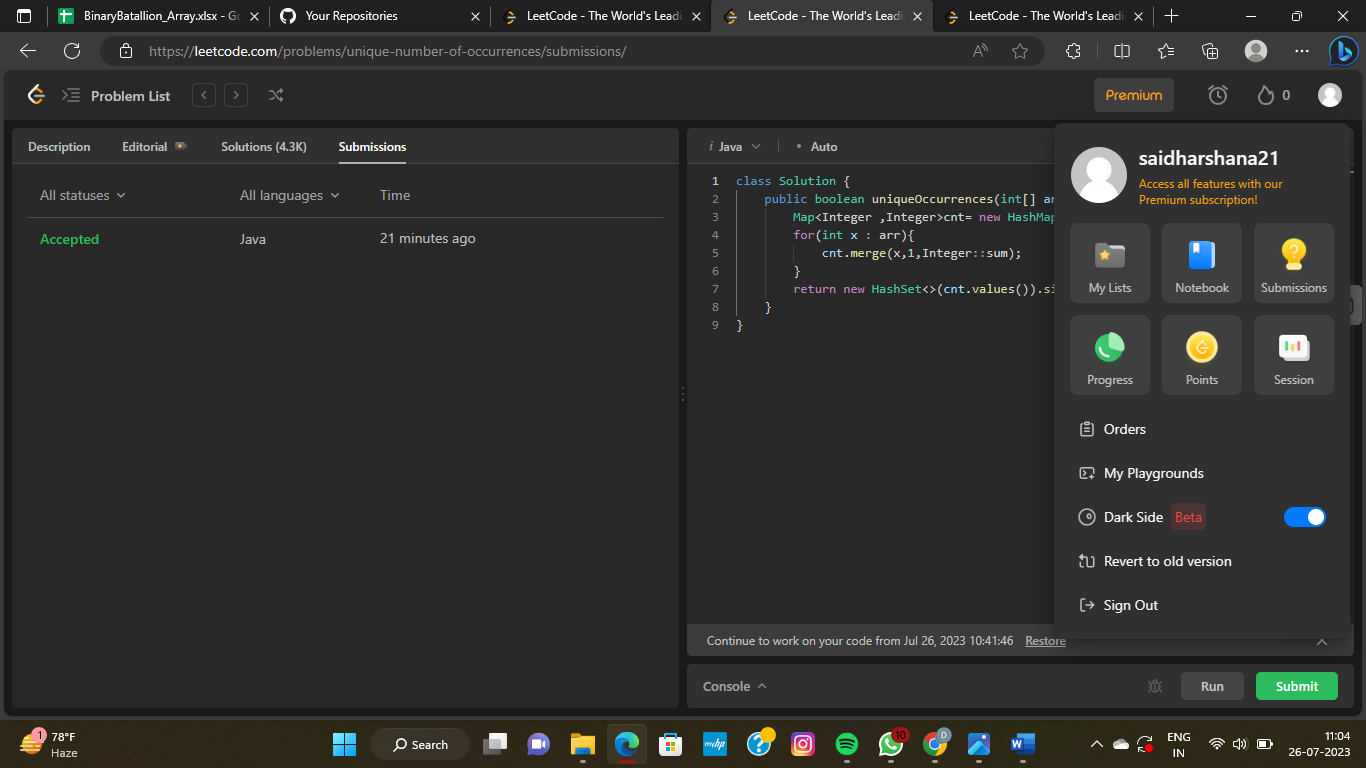 BinaryBatallion_Array.xlsx - Go
Your Repositories
LeetCode - The World's Leadi
LeetCode - The World's Leadi
LeetCode - The World's Leadi
https://leetcode.com/problems/unique-number-of-occurrences/submissions/
Problem List
Premium
0
Description
Editorial
Solutions (4.3K)
Submissions
i Java
• Auto
All statuses
All languages
Time
Accepted
Java
21 minutes ago
1 class Solution {
2 public boolean uniqueOccurrences(int[] ar
3 Map<Integer ,Integer>cnt= new HashMap
4 for(int x : arr){
5 cnt.merge(x,1,Integer::sum);
6 }
7 return new HashSet<>(cnt.values()).si
8 }
9 }
saidharshana21
Access all features with our
Premium subscription!
My Lists
Notebook
Submissions
Progress
Points
Session
Orders
My Playgrounds
Dark Side Beta
Revert to old version
Sign Out
Continue to work on your code from Jul 26, 2023 10:41:46 Restore
Console
Run
Submit
1
78°F
Haze
Search
myhp
10
D
ENG
IN
11:04
26-07-2023